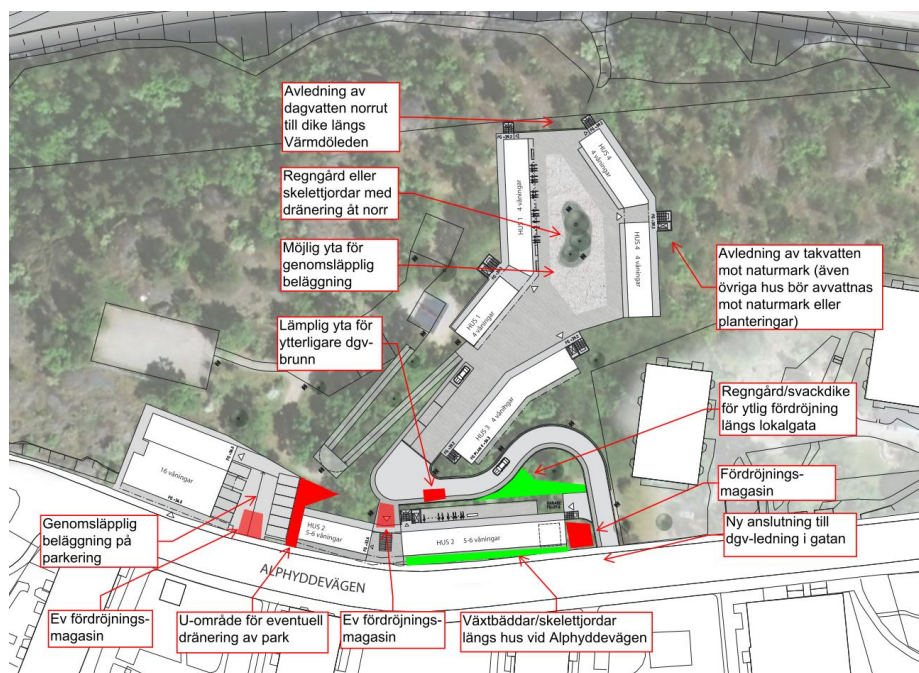 Avledning av
dagvatten norrut
till dike längs
Värmdöleden
Regngård eller
skelettjordar med
dränering åt norr
Möjlig yta för
genomsläpplig
beläggning
Lämplig yta för
ytterligare dgv-
brunn
HUS 1 4 våningar
HUS 4
4 våningar
HUS 4 4 våningar
HUS 1
4 våningar
HUS 3 4 våningar
Avledning av takvatten
mot naturmark (även
övriga hus bör avvattnas
mot naturmark eller
planteringar)
Regngård/svackdike
för ytlig fördröjning
längs lokalgata
Fördröjnings-
magasin
Ny anslutning till
dgv-ledning i gatan
16 våningar
HUS 2
5-6 våningar
HUS 2 5-6 våningar
Genomsläpplig
beläggning på
parkering
ALPHYDDEVÄGEN
Ev fördröjnings-
magasin
U-område för eventuell
dränering av park
Ev fördröjnings-
magasin
Växtbäddar/skelettjordar
längs hus vid Alphyddevägen